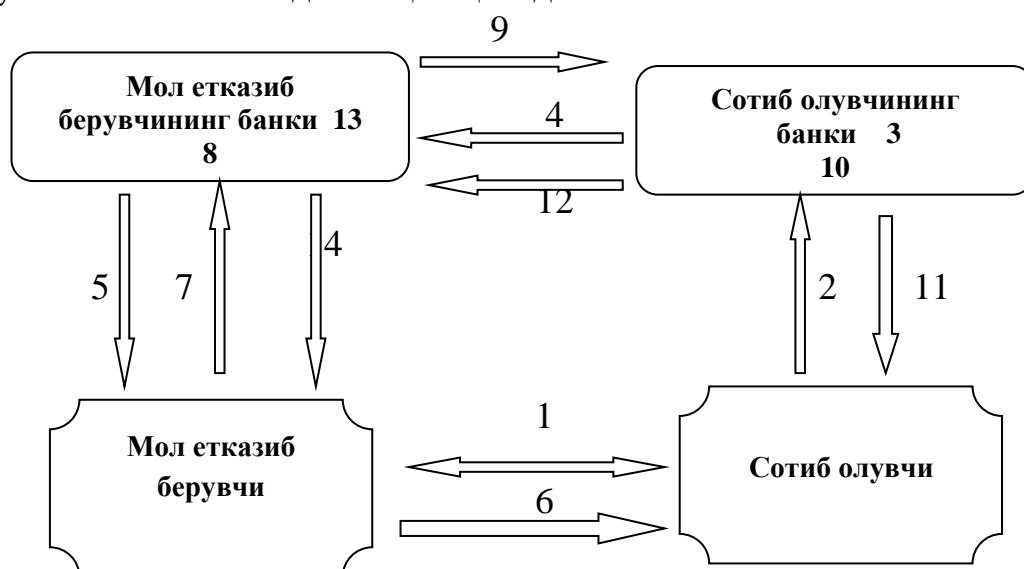 9
Мол етказиб
берувчининг банки 13
8
4
12
Сотиб олувчининг
банки 3
10
5
7
4
2
11
Мол етказиб
берувчи
1
6
Сотиб олувчи